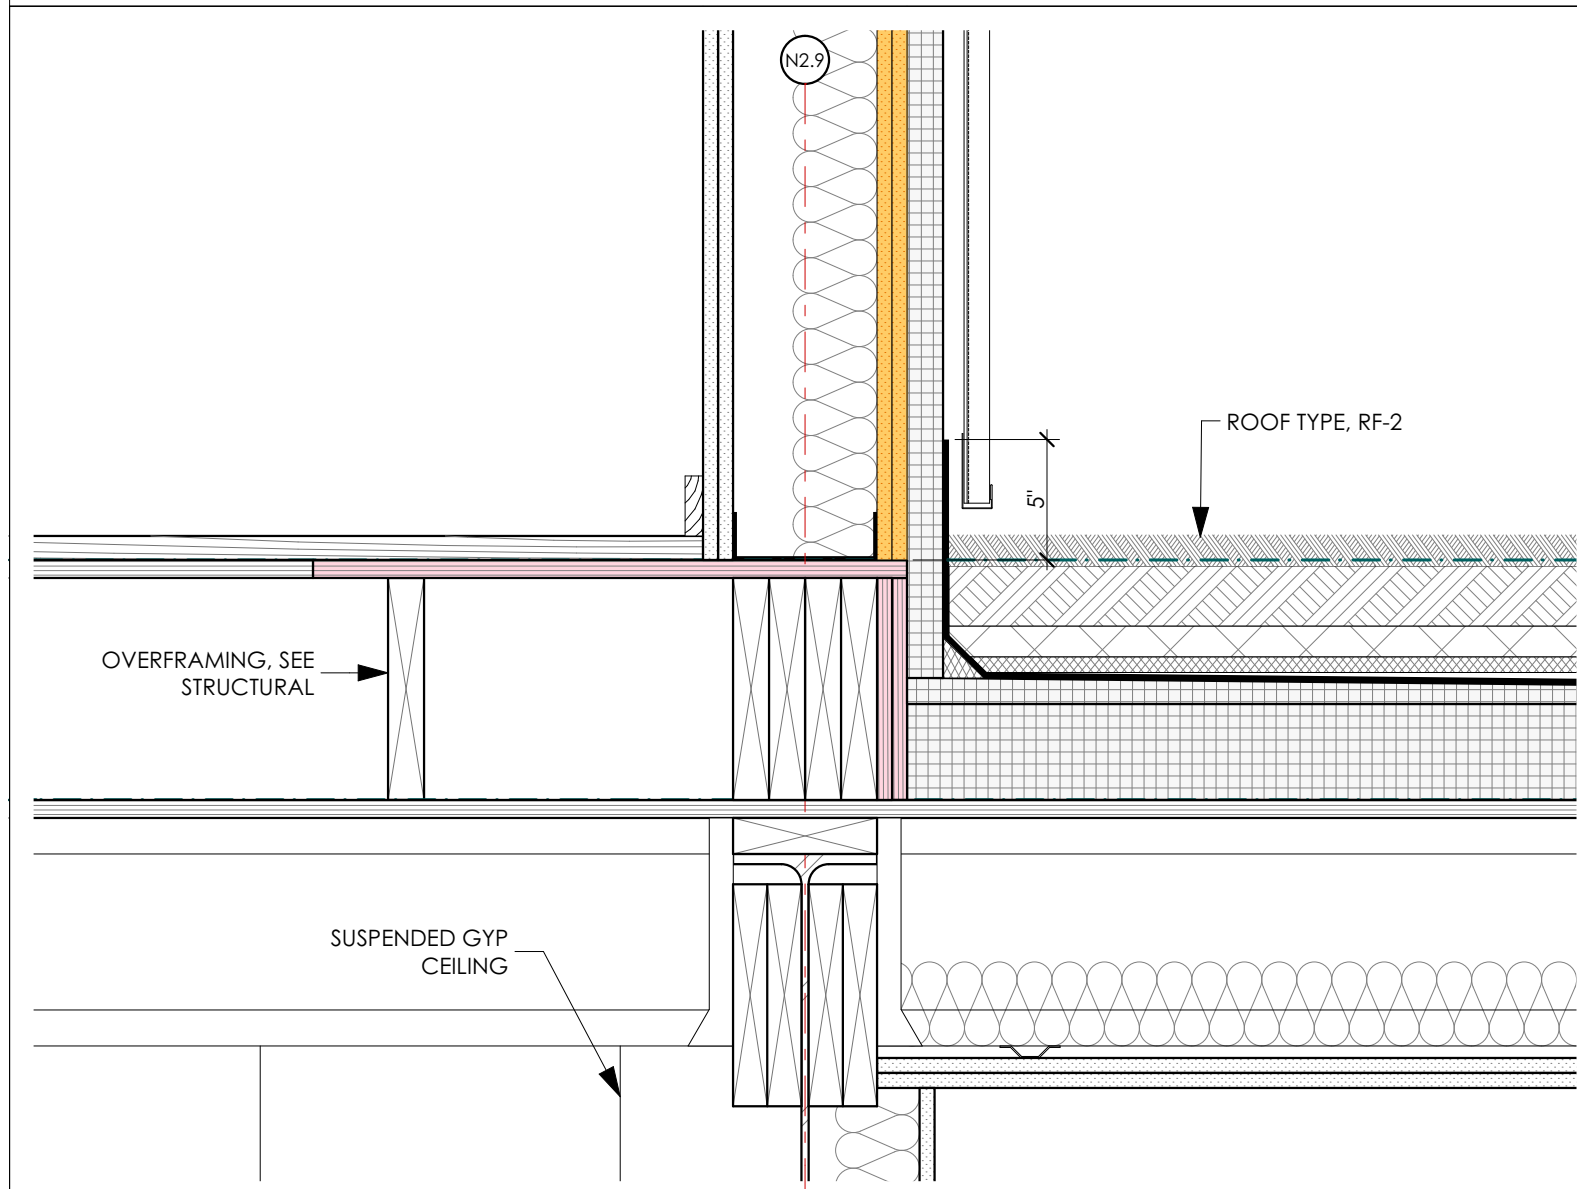 N2.9
ROOF TYPE, RF-2
5"
OVERFRAMING, SEE
STRUCTURAL
SUSPENDED GYP
CEILING